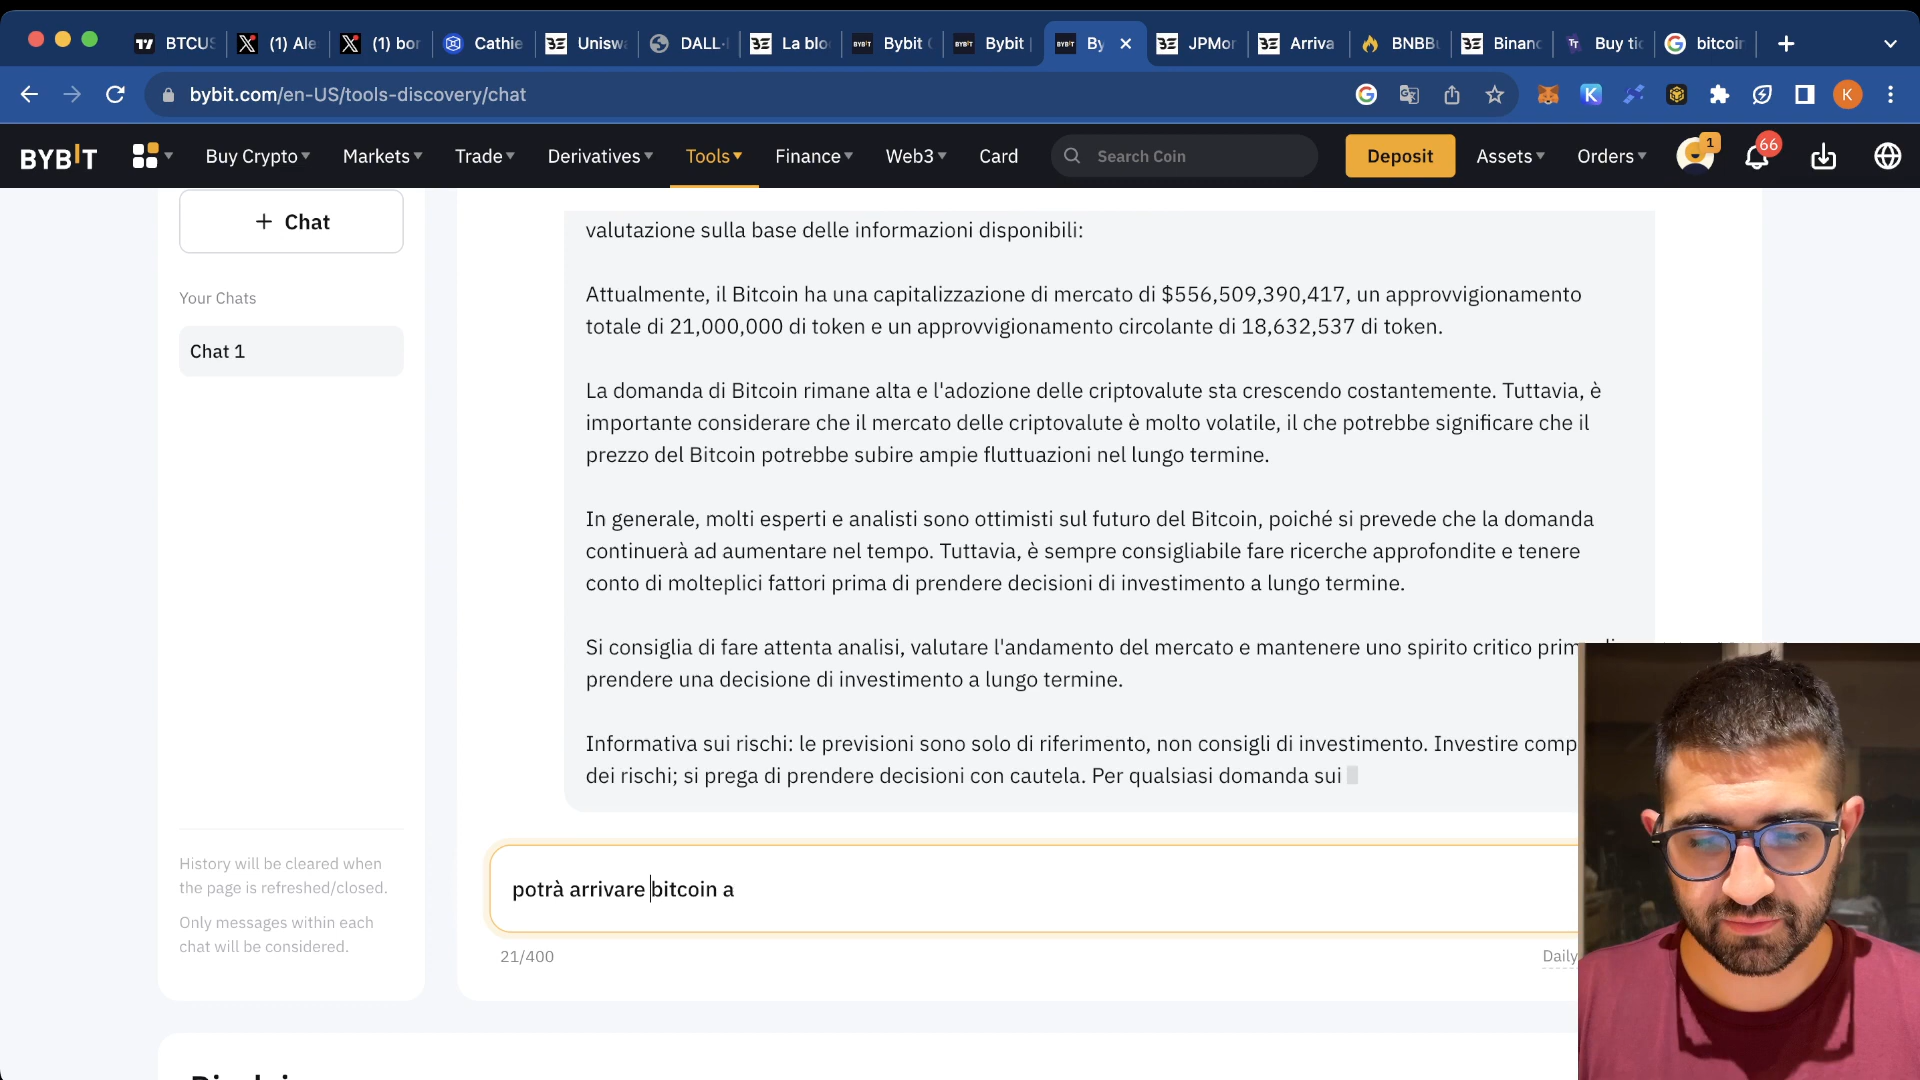 BTCUS
(1) Ale
(1) bor
Cathie
Uniswa
DALL·
La blo
Bybit
Bybit
By
JPMor
Arriva
BNBB
Binanc
Buy tic
bitcoin
bybit.com/en-US/tools-discovery/chat
K
K
BYBIT
Buy Crypto
Markets
Trade
Derivatives
Tools
Finance
Web3
Card
Search Coin
Deposit
Assets
Orders
1
66
+ Chat
Your Chats
Chat 1
History will be cleared when
the page is refreshed/closed.
Only messages within each
chat will be considered.
valutazione sulla base delle informazioni disponibili:
Attualmente, il Bitcoin ha una capitalizzazione di mercato di $556,509,390,417, un approvvigionamento
totale di 21,000,000 di token e un approvvigionamento circolante di 18,632,537 di token.
La domanda di Bitcoin rimane alta e l'adozione delle criptovalute sta crescendo costantemente. Tuttavia, è
importante considerare che il mercato delle criptovalute è molto volatile, il che potrebbe significare che il
prezzo del Bitcoin potrebbe subire ampie fluttuazioni nel lungo termine.
In generale, molti esperti e analisti sono ottimisti sul futuro del Bitcoin, poiché si prevede che la domanda
continuerà ad aumentare nel tempo. Tuttavia, è sempre consigliabile fare ricerche approfondite e tenere
conto di molteplici fattori prima di prendere decisioni di investimento a lungo termine.
Si consiglia di fare attenta analisi, valutare l'andamento del mercato e mantenere uno spirito critico prim
prendere una decisione di investimento a lungo termine.
Informativa sui rischi: le previsioni sono solo di riferimento, non consigli di investimento. Investire comp
dei rischi; si prega di prendere decisioni con cautela. Per qualsiasi domanda sui
potrà arrivare bitcoin a
21/400
Daily